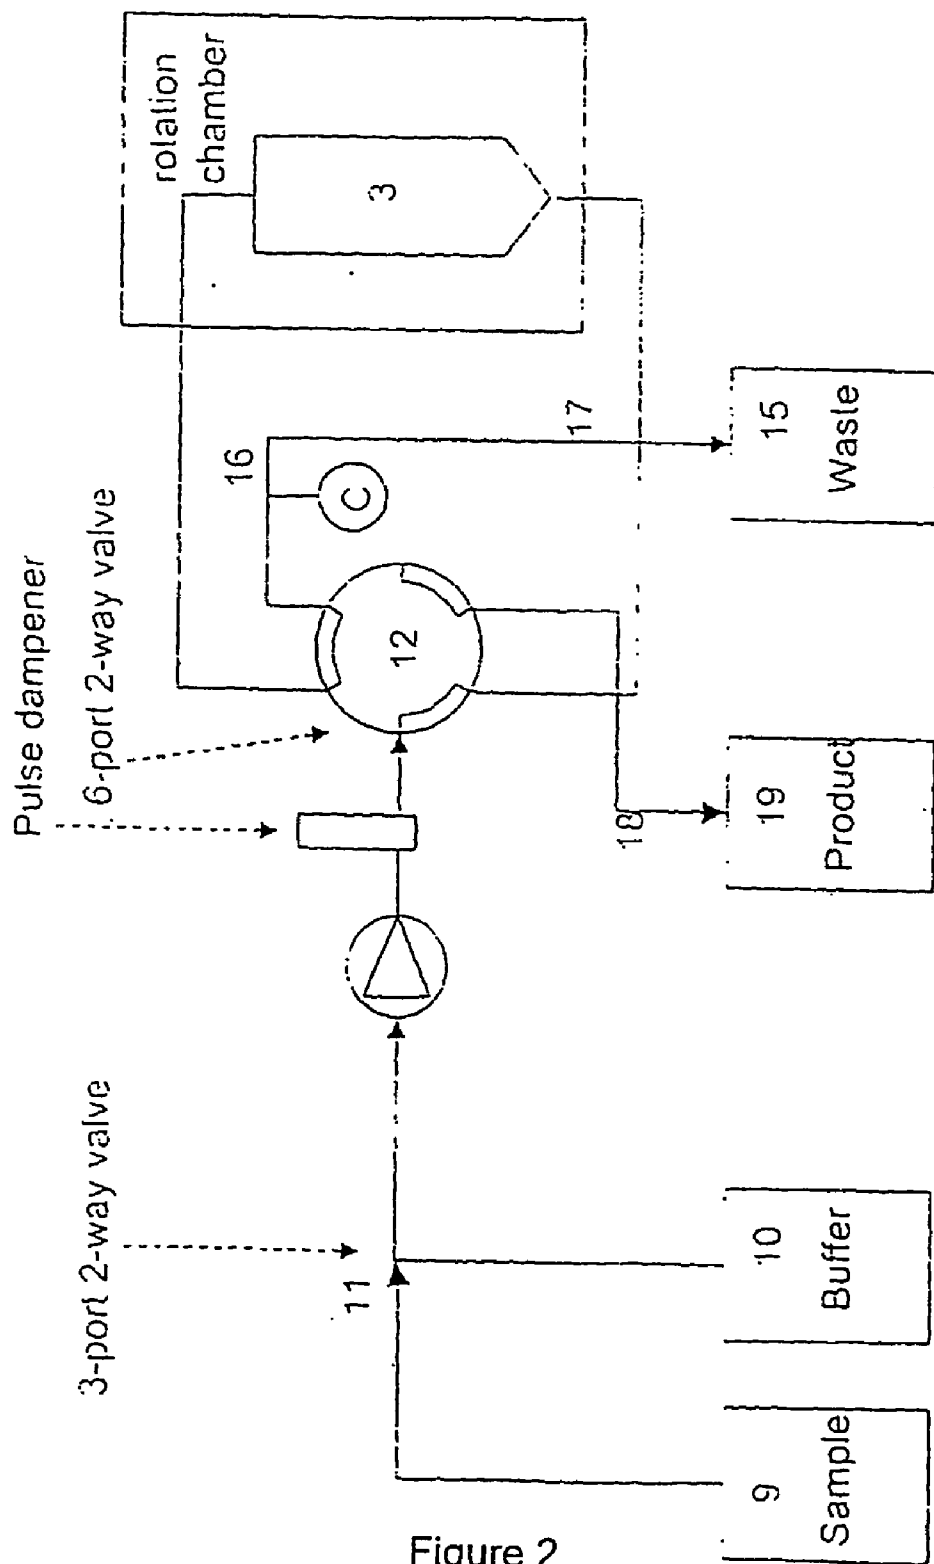 Pulse dampener
6-port 2-way valve
3-port 2-way valve
rotation
chamber
3
16
C
17
12
11
18
9
Sample
10
Buffer
19
Product
15
Waste
Figure 2